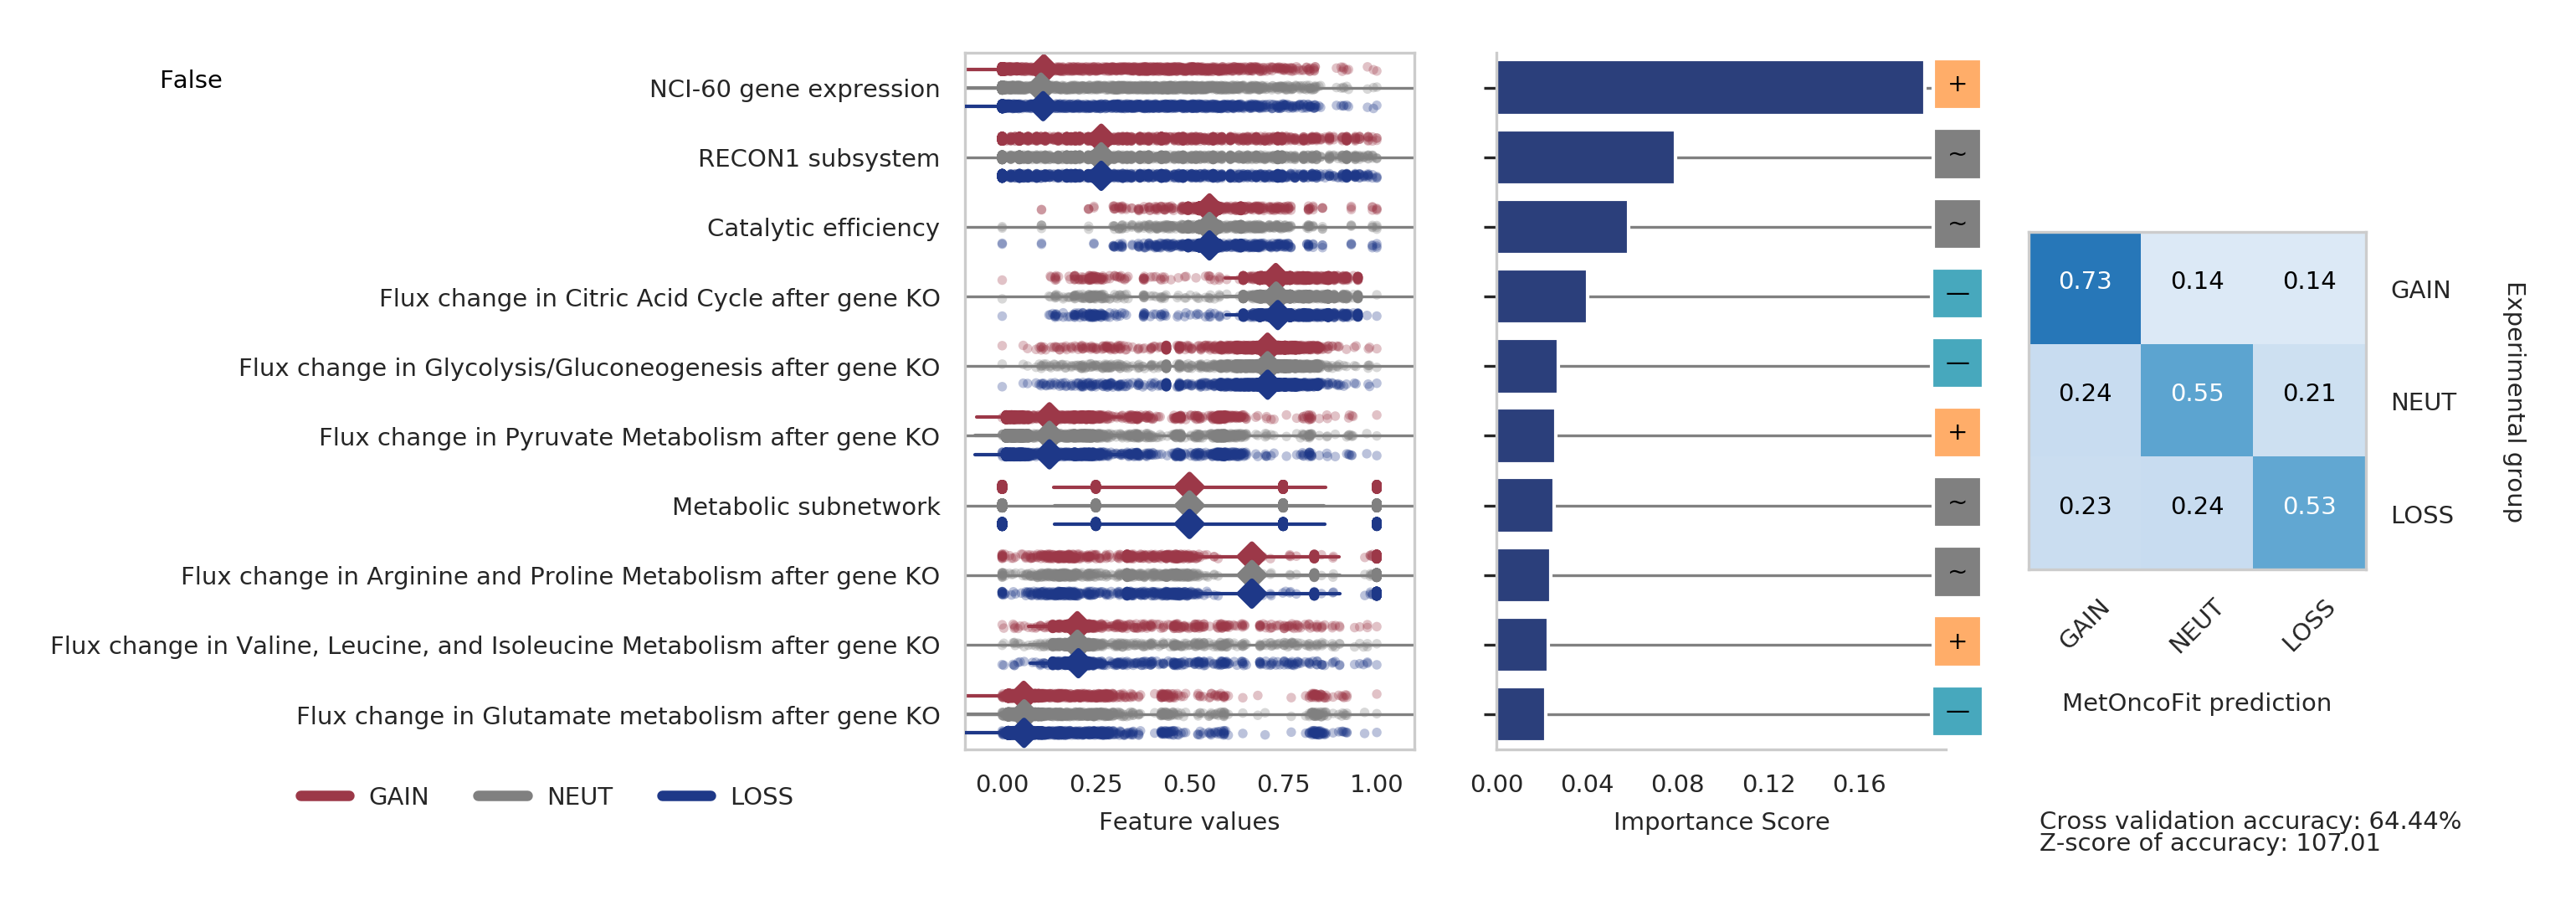 False
NCI-60 gene expression
RECON1 subsystem
Catalytic efficiency
Flux change in Citric Acid Cycle after gene KO
Flux change in Glycolysis/Gluconeogenesis after gene KO
Flux change in Pyruvate Metabolism after gene KO
Metabolic subnetwork
Flux change in Arginine and Proline Metabolism after gene KO
Flux change in Valine, Leucine, and Isoleucine Metabolism after gene KO
Flux change in Glutamate metabolism after gene KO
GAIN NEUT LOSS
0.00 0.25 0.50 0.75 1.00
Feature values
+
~
~
—
—
+
~
~
+
—
0.00 0.04 0.08 0.12 0.16
Importance Score
0.73 0.14 0.14 GAIN
0.24 0.55 0.21 NEUT
0.23 0.24 0.53 LOSS
Experimental group
GAIN NEUT LOSS
MetOncoFit prediction
Cross validation accuracy: 64.44%
Z-score of accuracy: 107.01